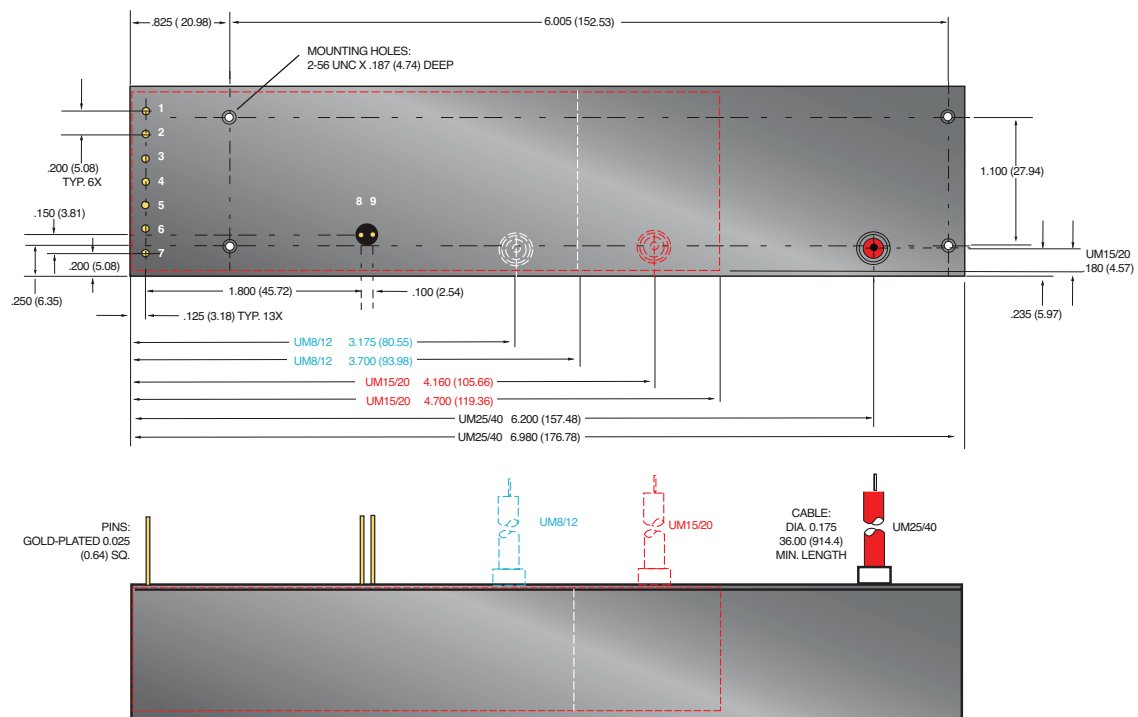 .825 ( 20.98)
6.005 (152.53)
MOUNTING HOLES:
2-56 UNC X .187 (4.74) DEEP
1
2
3
4
5
6
7
8 9
.200 (5.08)
TYP. 6X
.150 (3.81)
.200 (5.08)
.250 (6.35)
1.100 (27.94)
UM15/20
180 (4.57)
.235 (5.97)
1.800 (45.72)
.100 (2.54)
.125 (3.18) TYP. 13X
UM8/12 3.175 (80.55)
UM8/12 3.700 (93.98)
UM15/20 4.160 (105.66)
UM15/20 4.700 (119.36)
UM25/40 6.200 (157.48)
UM25/40 6.980 (176.78)
PINS:
GOLD-PLATED 0.025
(0.64) SQ.
UM8/12
UM15/20
CABLE:
DIA. 0.175
36.00 (914.4)
MIN. LENGTH
UM25/40